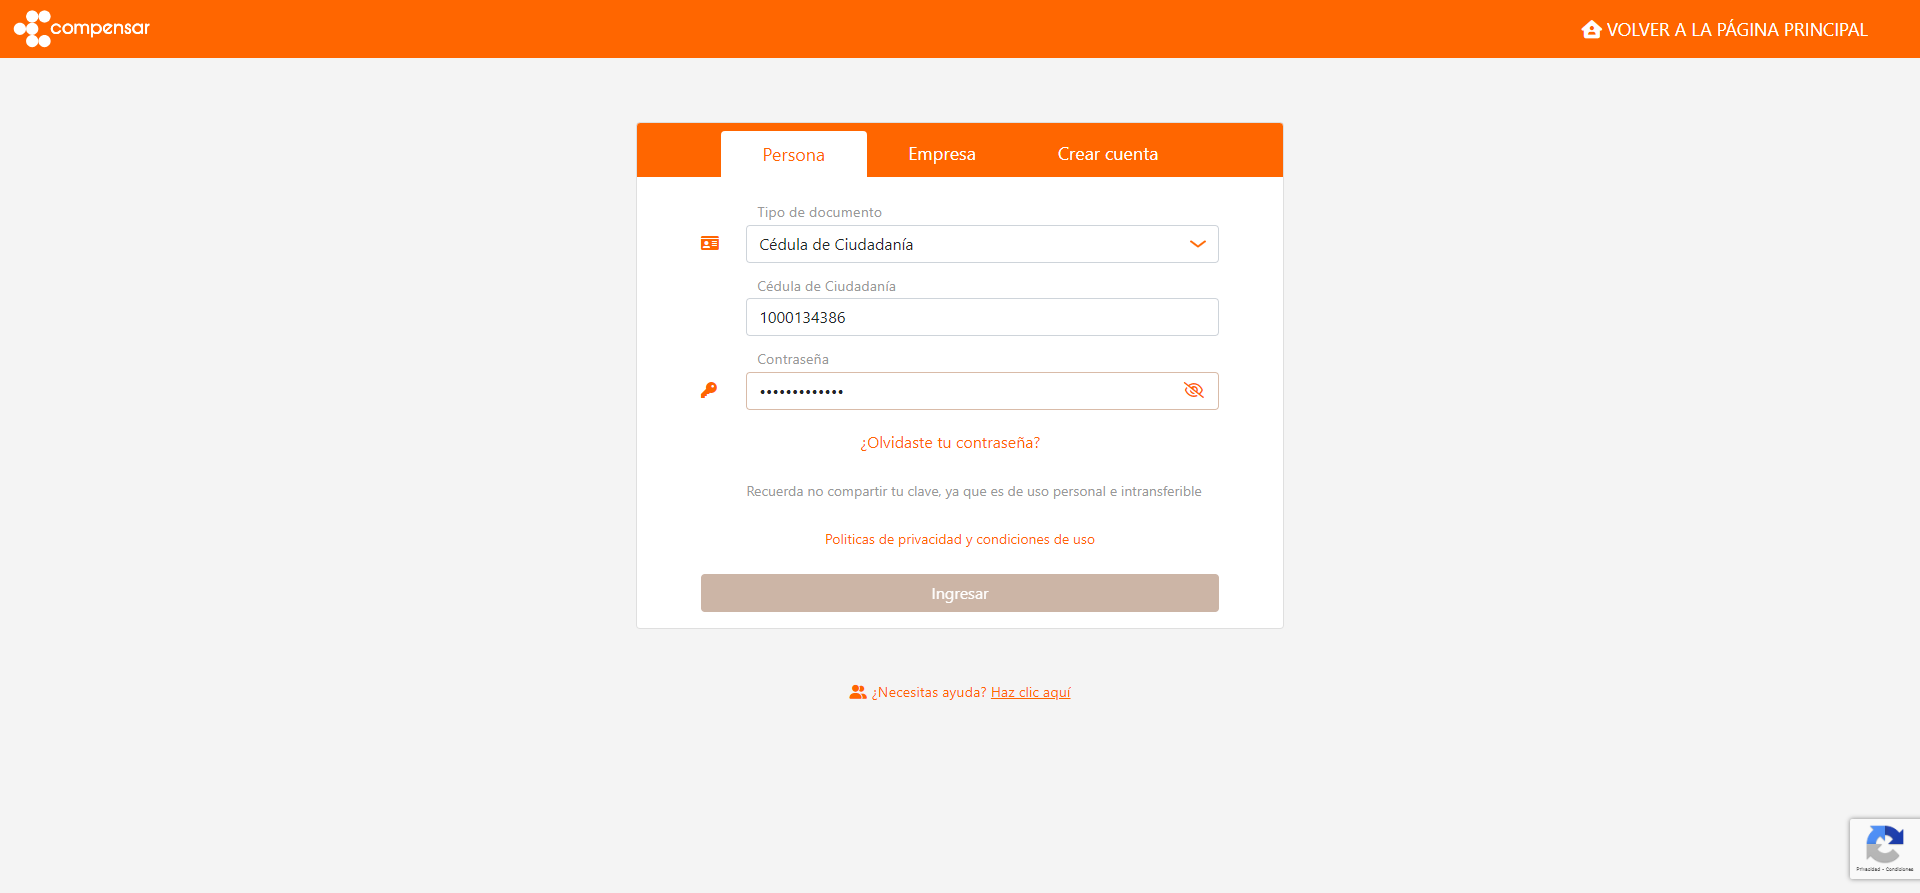 compensar
VOLVER A LA PÁGINA PRINCIPAL
Persona
Empresa
Crear cuenta
Tipo de documento
Cédula de Ciudadanía
Cédula de Ciudadanía
1000134386
Contraseña
•••••••••••••
¿Olvidaste tu contraseña?
Recuerda no compartir tu clave, ya que es de uso personal e intransferible
Politicas de privacidad y condiciones de uso
Ingresar
¿Necesitas ayuda? Haz clic aquí
Privacidad - Condiciones